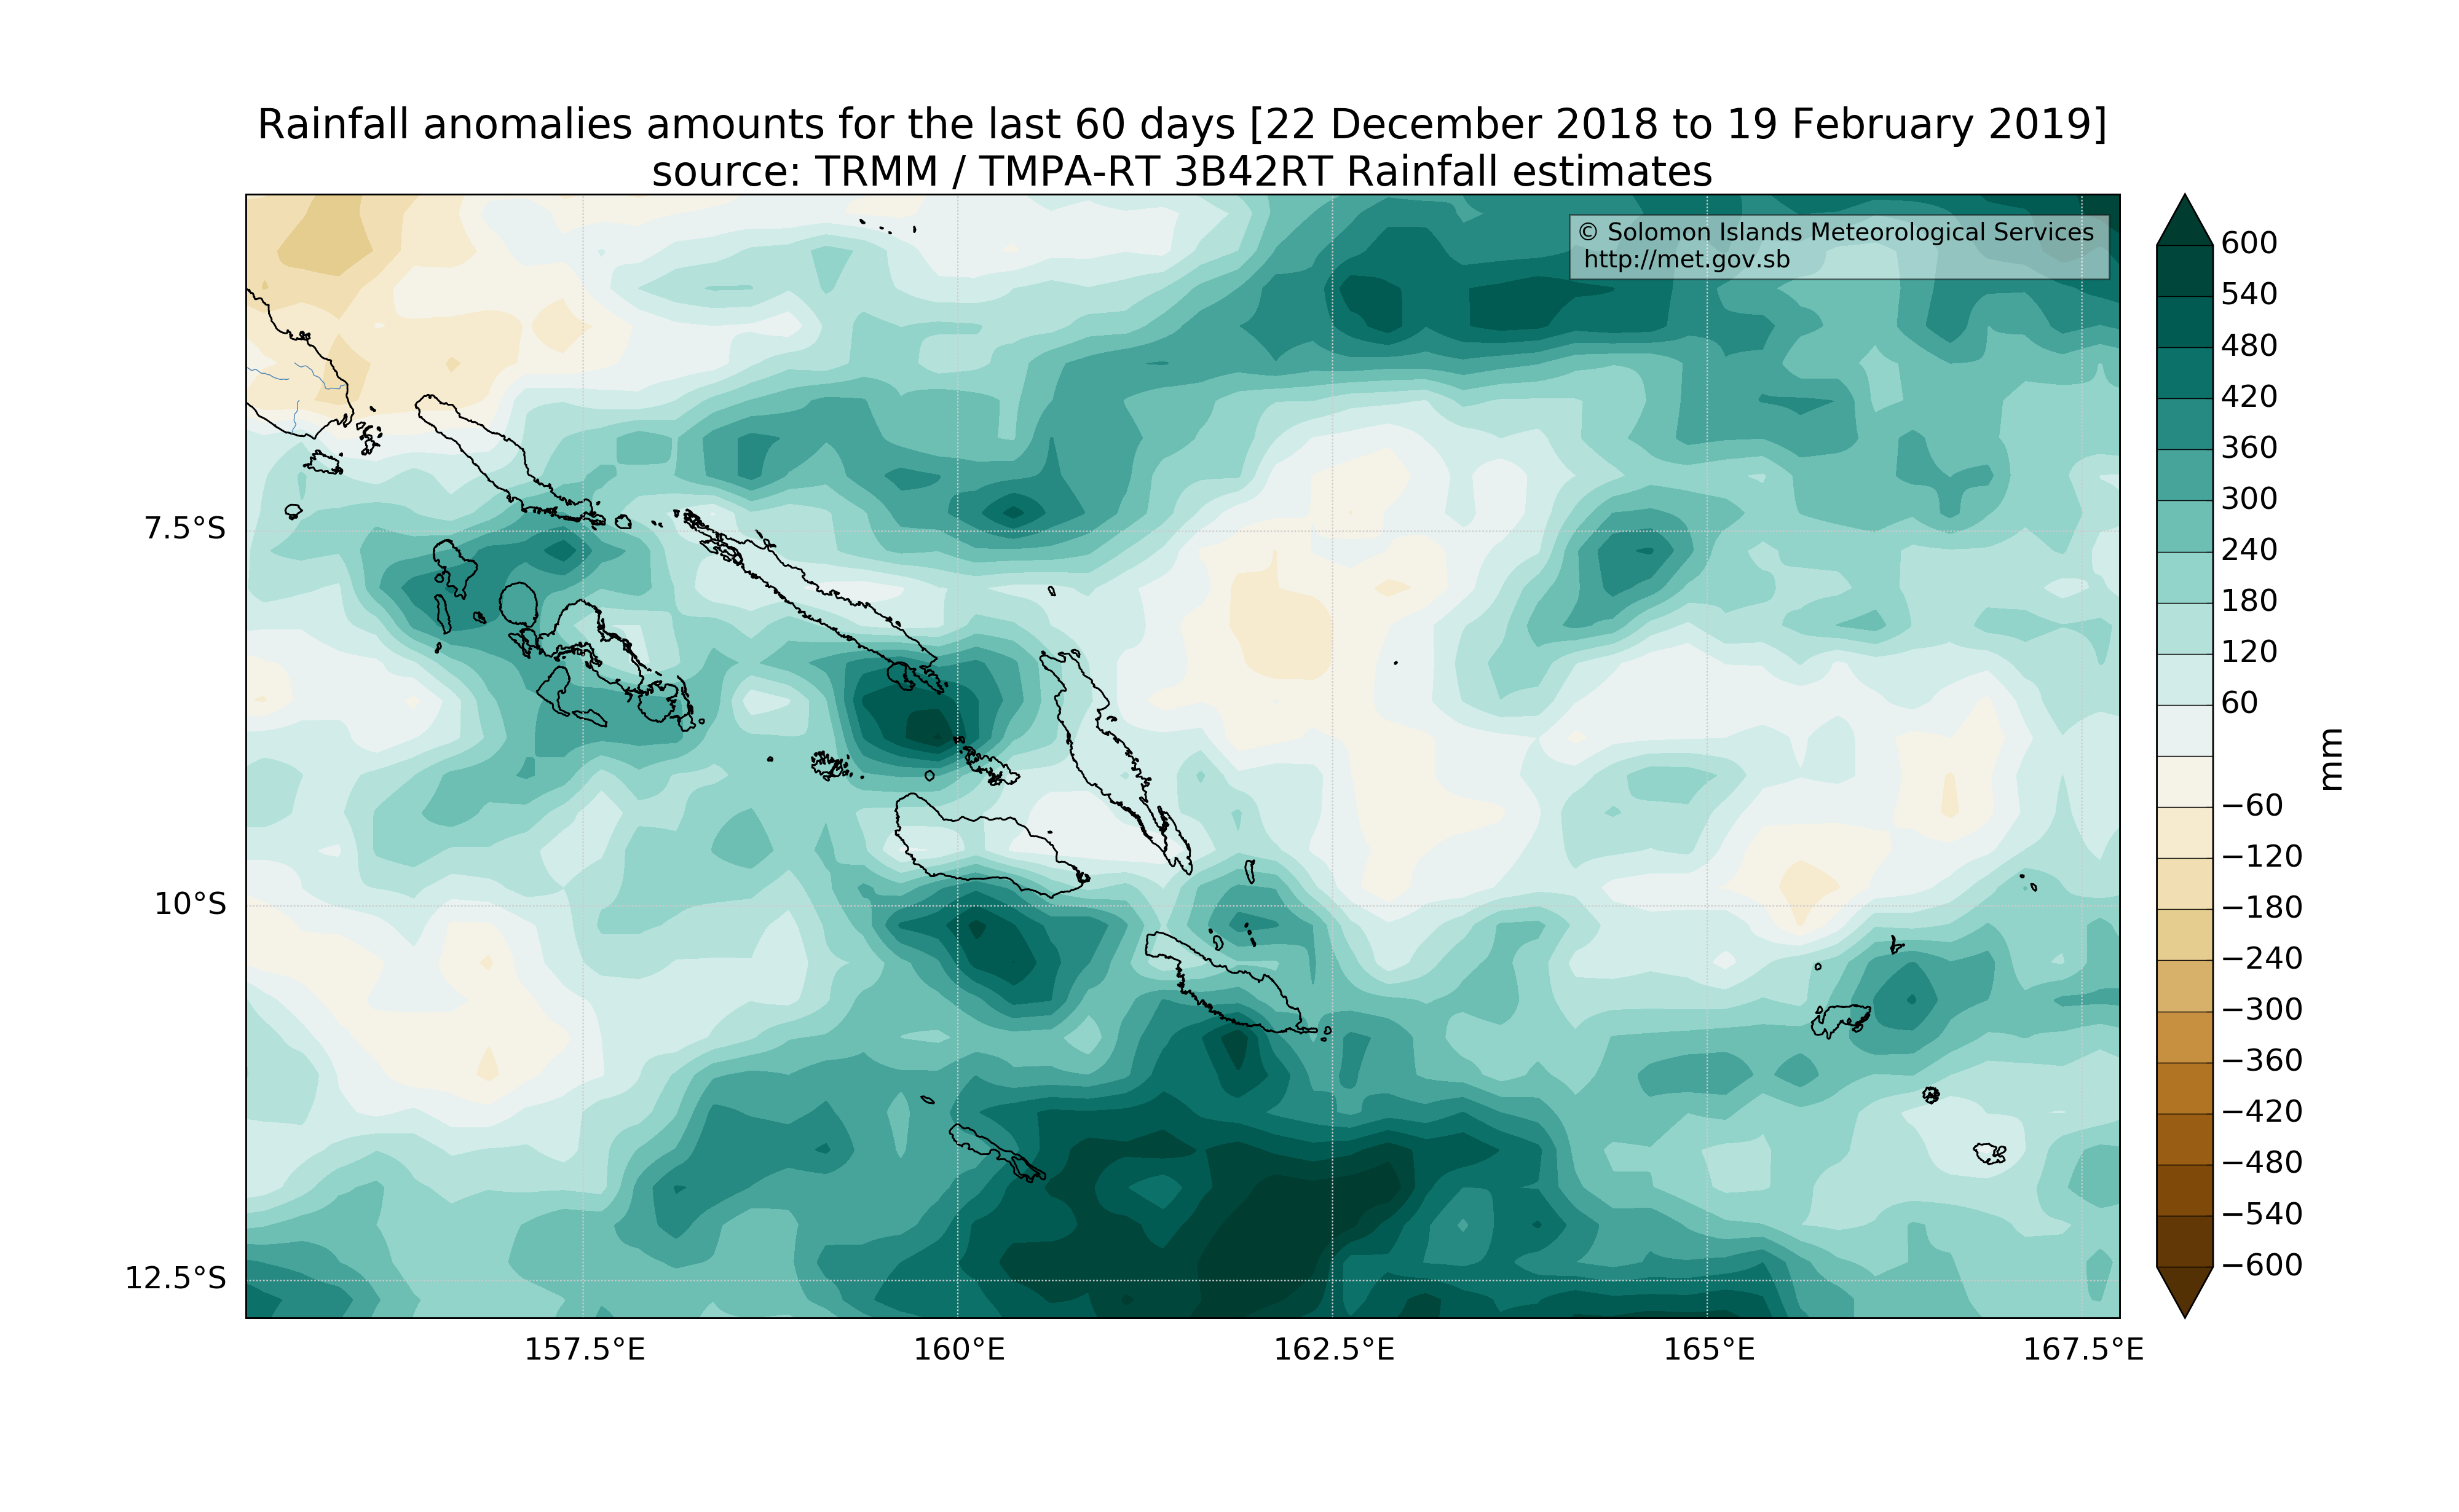 Rainfall anomalies amounts for the last 60 days [22 December 2018 to 19 February 2019]
source: TRMM / TMPA-RT 3B42RT Rainfall estimates
© Solomon Islands Meteorological Services
http://met.gov.sb
7.5°S
10°S
12.5°S
157.5°E
160°E
162.5°E
165°E
167.5°E
600
540
480
420
360
300
240
180
120
60
−60
−120
−180
−240
−300
−360
−420
−480
−540
−600
mm